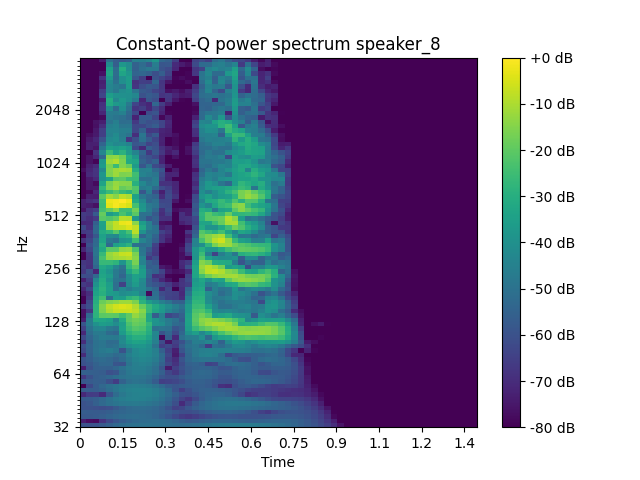 Constant-Q power spectrum speaker_8
+0 dB
2048
-10 dB
1024
-20 dB
512
-30 dB
Hz
-40 dB
256
-50 dB
128
-60 dB
64
-70 dB
32
-80 dB
0 0.15 0.3 0.45 0.6 0.75 0.9 1.1 1.2 1.4
Time